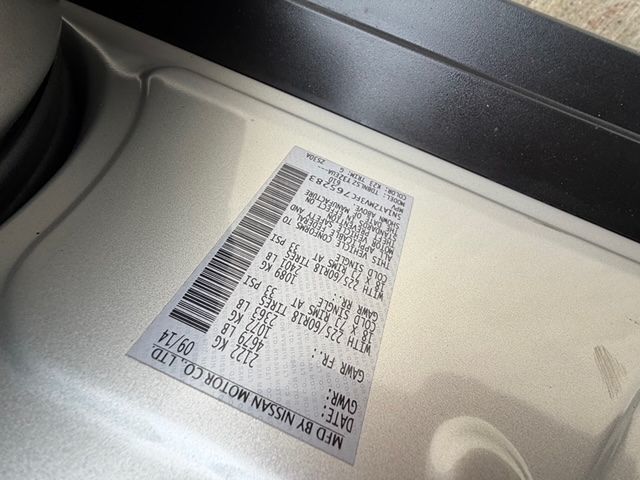 MFD BY NISSAN MOTOR CO., LTD
DATE: 09/14
GVWR: 2122 KG
4679 LB
GAWR FR: 1072 KG
2363 LB
WITH 225/60R18 TIRES
18 X 7J RIMS AT 33 PSI
COLD SINGLE
GAWR RR: 1089 KG
2401 LB
WITH 225/60R18 TIRES
18 X 7J RIMS AT 33 PSI
COLD SINGLE
THIS VEHICLE CONFORMS TO
ALL APPLICABLE FEDERAL
MOTOR VEHICLE SAFETY AND
THEFT PREVENTION
STANDARDS IN EFFECT ON
THE DATE OF MANUFACTURE
SHOWN ABOVE.
MPV
COLOR: K23 TRIM: G 2530A